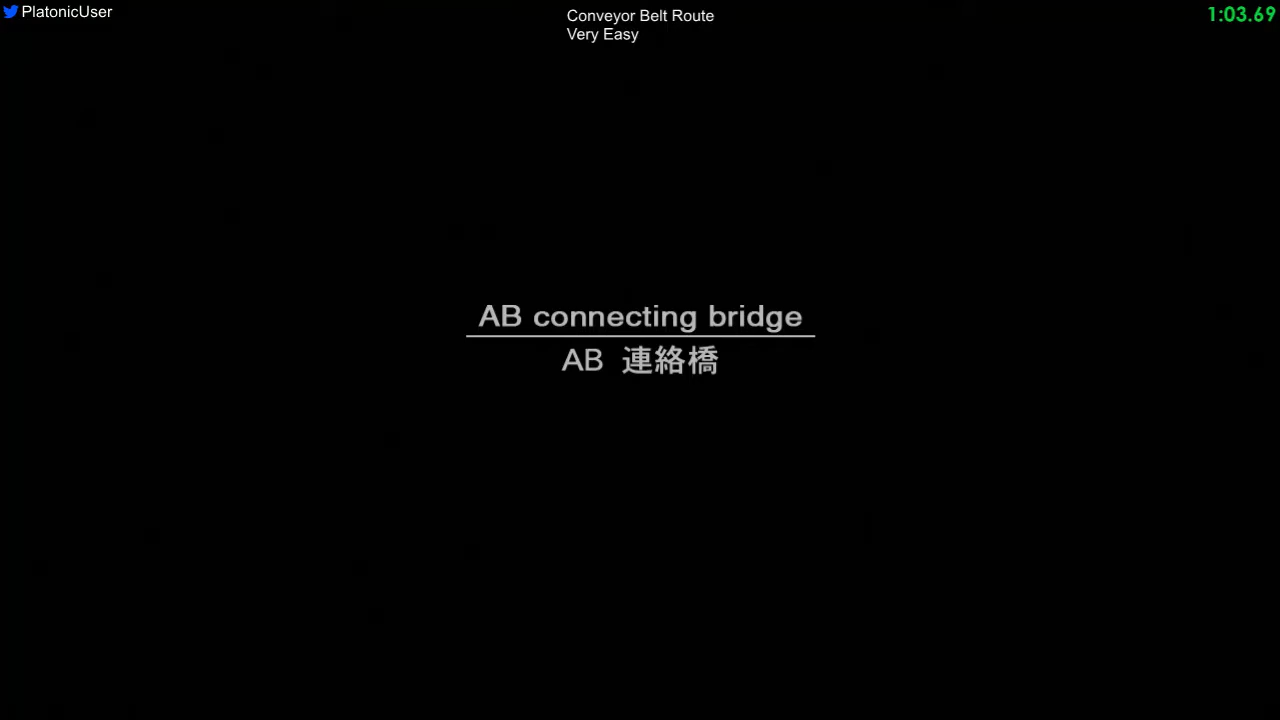 PlatonicUser
Conveyor Belt Route
Very Easy
1:03.69
AB connecting bridge
AB 連絡橋